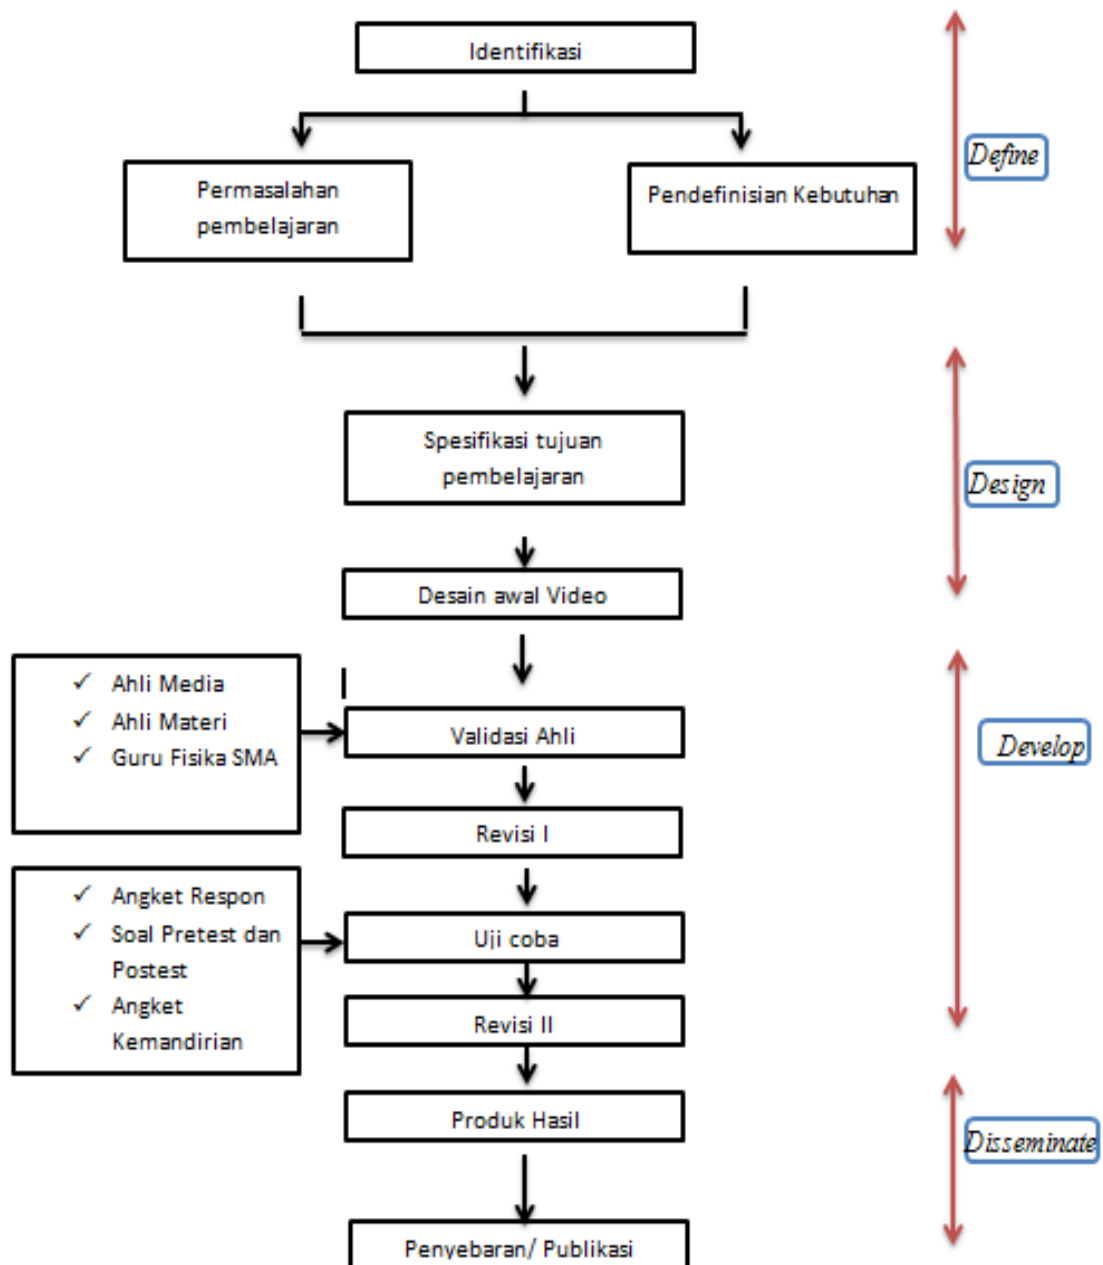 Identifikasi
Define
Permasalahan
pembelajaran
Pendefinisian Kebutuhan
Spesifikasi tujuan
pembelajaran
Design
Desain awal Video
✓ Ahli Media
✓ Ahli Materi
✓ Guru Fisika SMA
Validasi Ahli
Develop
Revisi I
✓ Angket Respon
✓ Soal Pretest dan
Postest
✓ Angket
Kemandirian
Uji coba
Revisi II
Produk Hasil
Disseminate
Penyebaran/ Publikasi